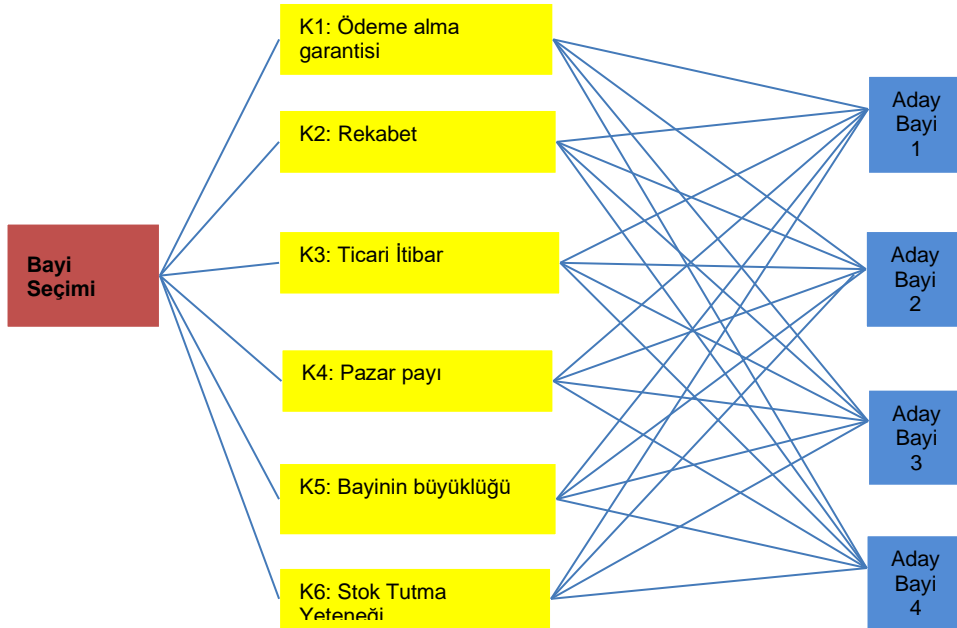 Bayi
Seçimi
K1: Ödeme alma
garantisi
K2: Rekabet
K3: Ticari İtibar
K4: Pazar payı
K5: Bayinin büyüklüğü
K6: Stok Tutma
Yeteneği
Aday
Bayi
1
Aday
Bayi
2
Aday
Bayi
3
Aday
Bayi
4